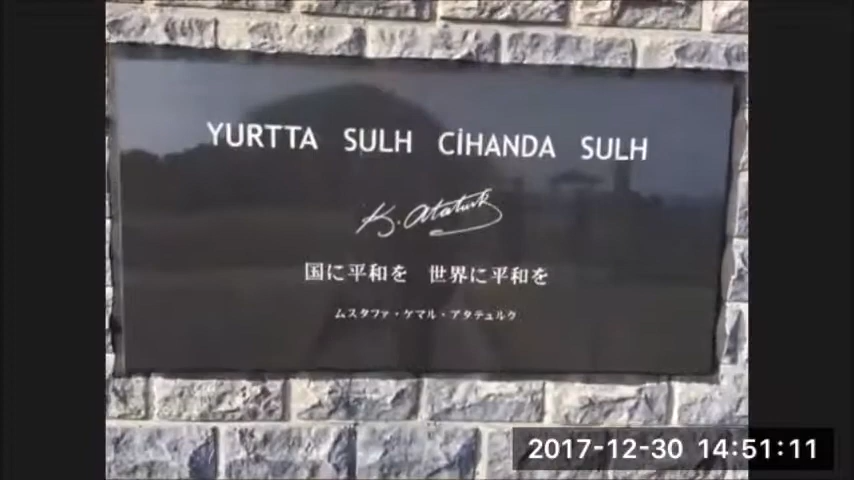 YURTTA SULH CİHANDA SULH
K. Atatürk
国に平和を 世界に平和を
ムスタファ・ケマル・アタテュルク
2017-12-30 14:51:11